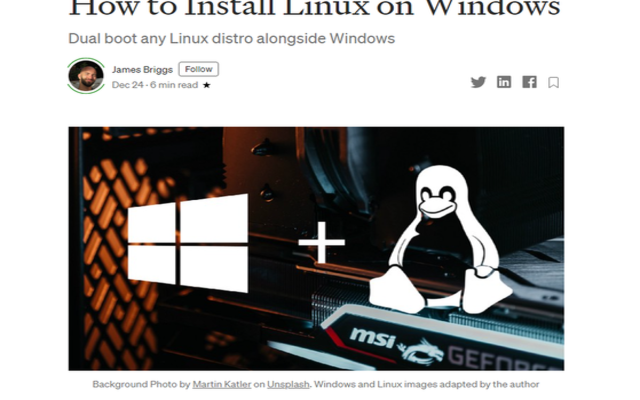 How to Install Linux on Windows
Dual boot any Linux distro alongside Windows
James Briggs Follow
Dec 24 · 6 min read ★
msi GEFORCE
Background Photo by Martin Katler on Unsplash. Windows and Linux images adapted by the author